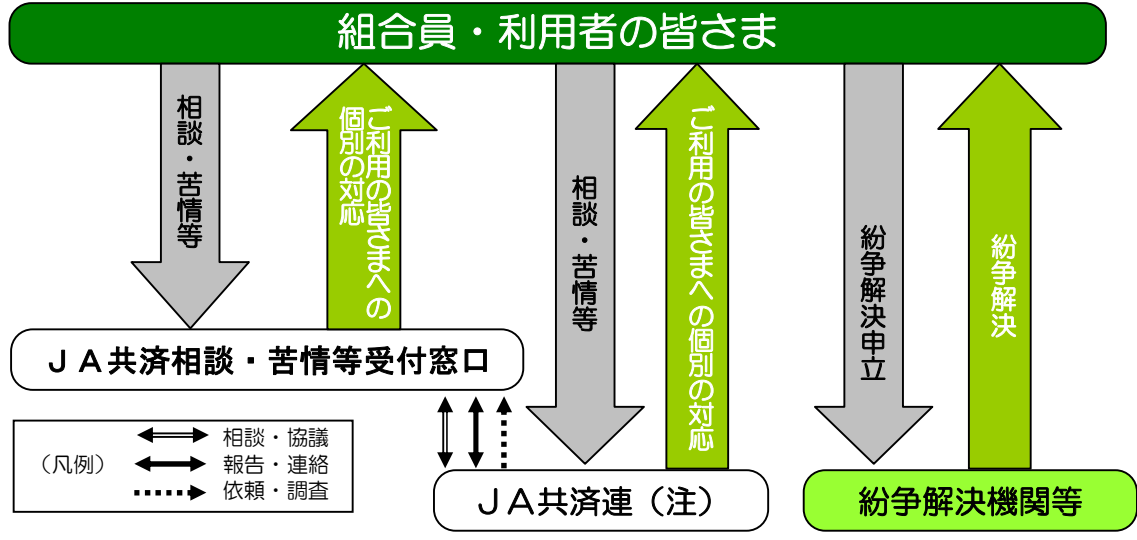 組合員・利用者の皆さま
相談・苦情等
ご利用の皆さまへの
個別の対応
相談・苦情等
ご利用の皆さまへの個別の対応
紛争解決申立
紛争解決
ＪＡ共済相談・苦情等受付窓口
（凡例）
相談・協議
報告・連絡
依頼・調査
ＪＡ共済連（注）
紛争解決機関等